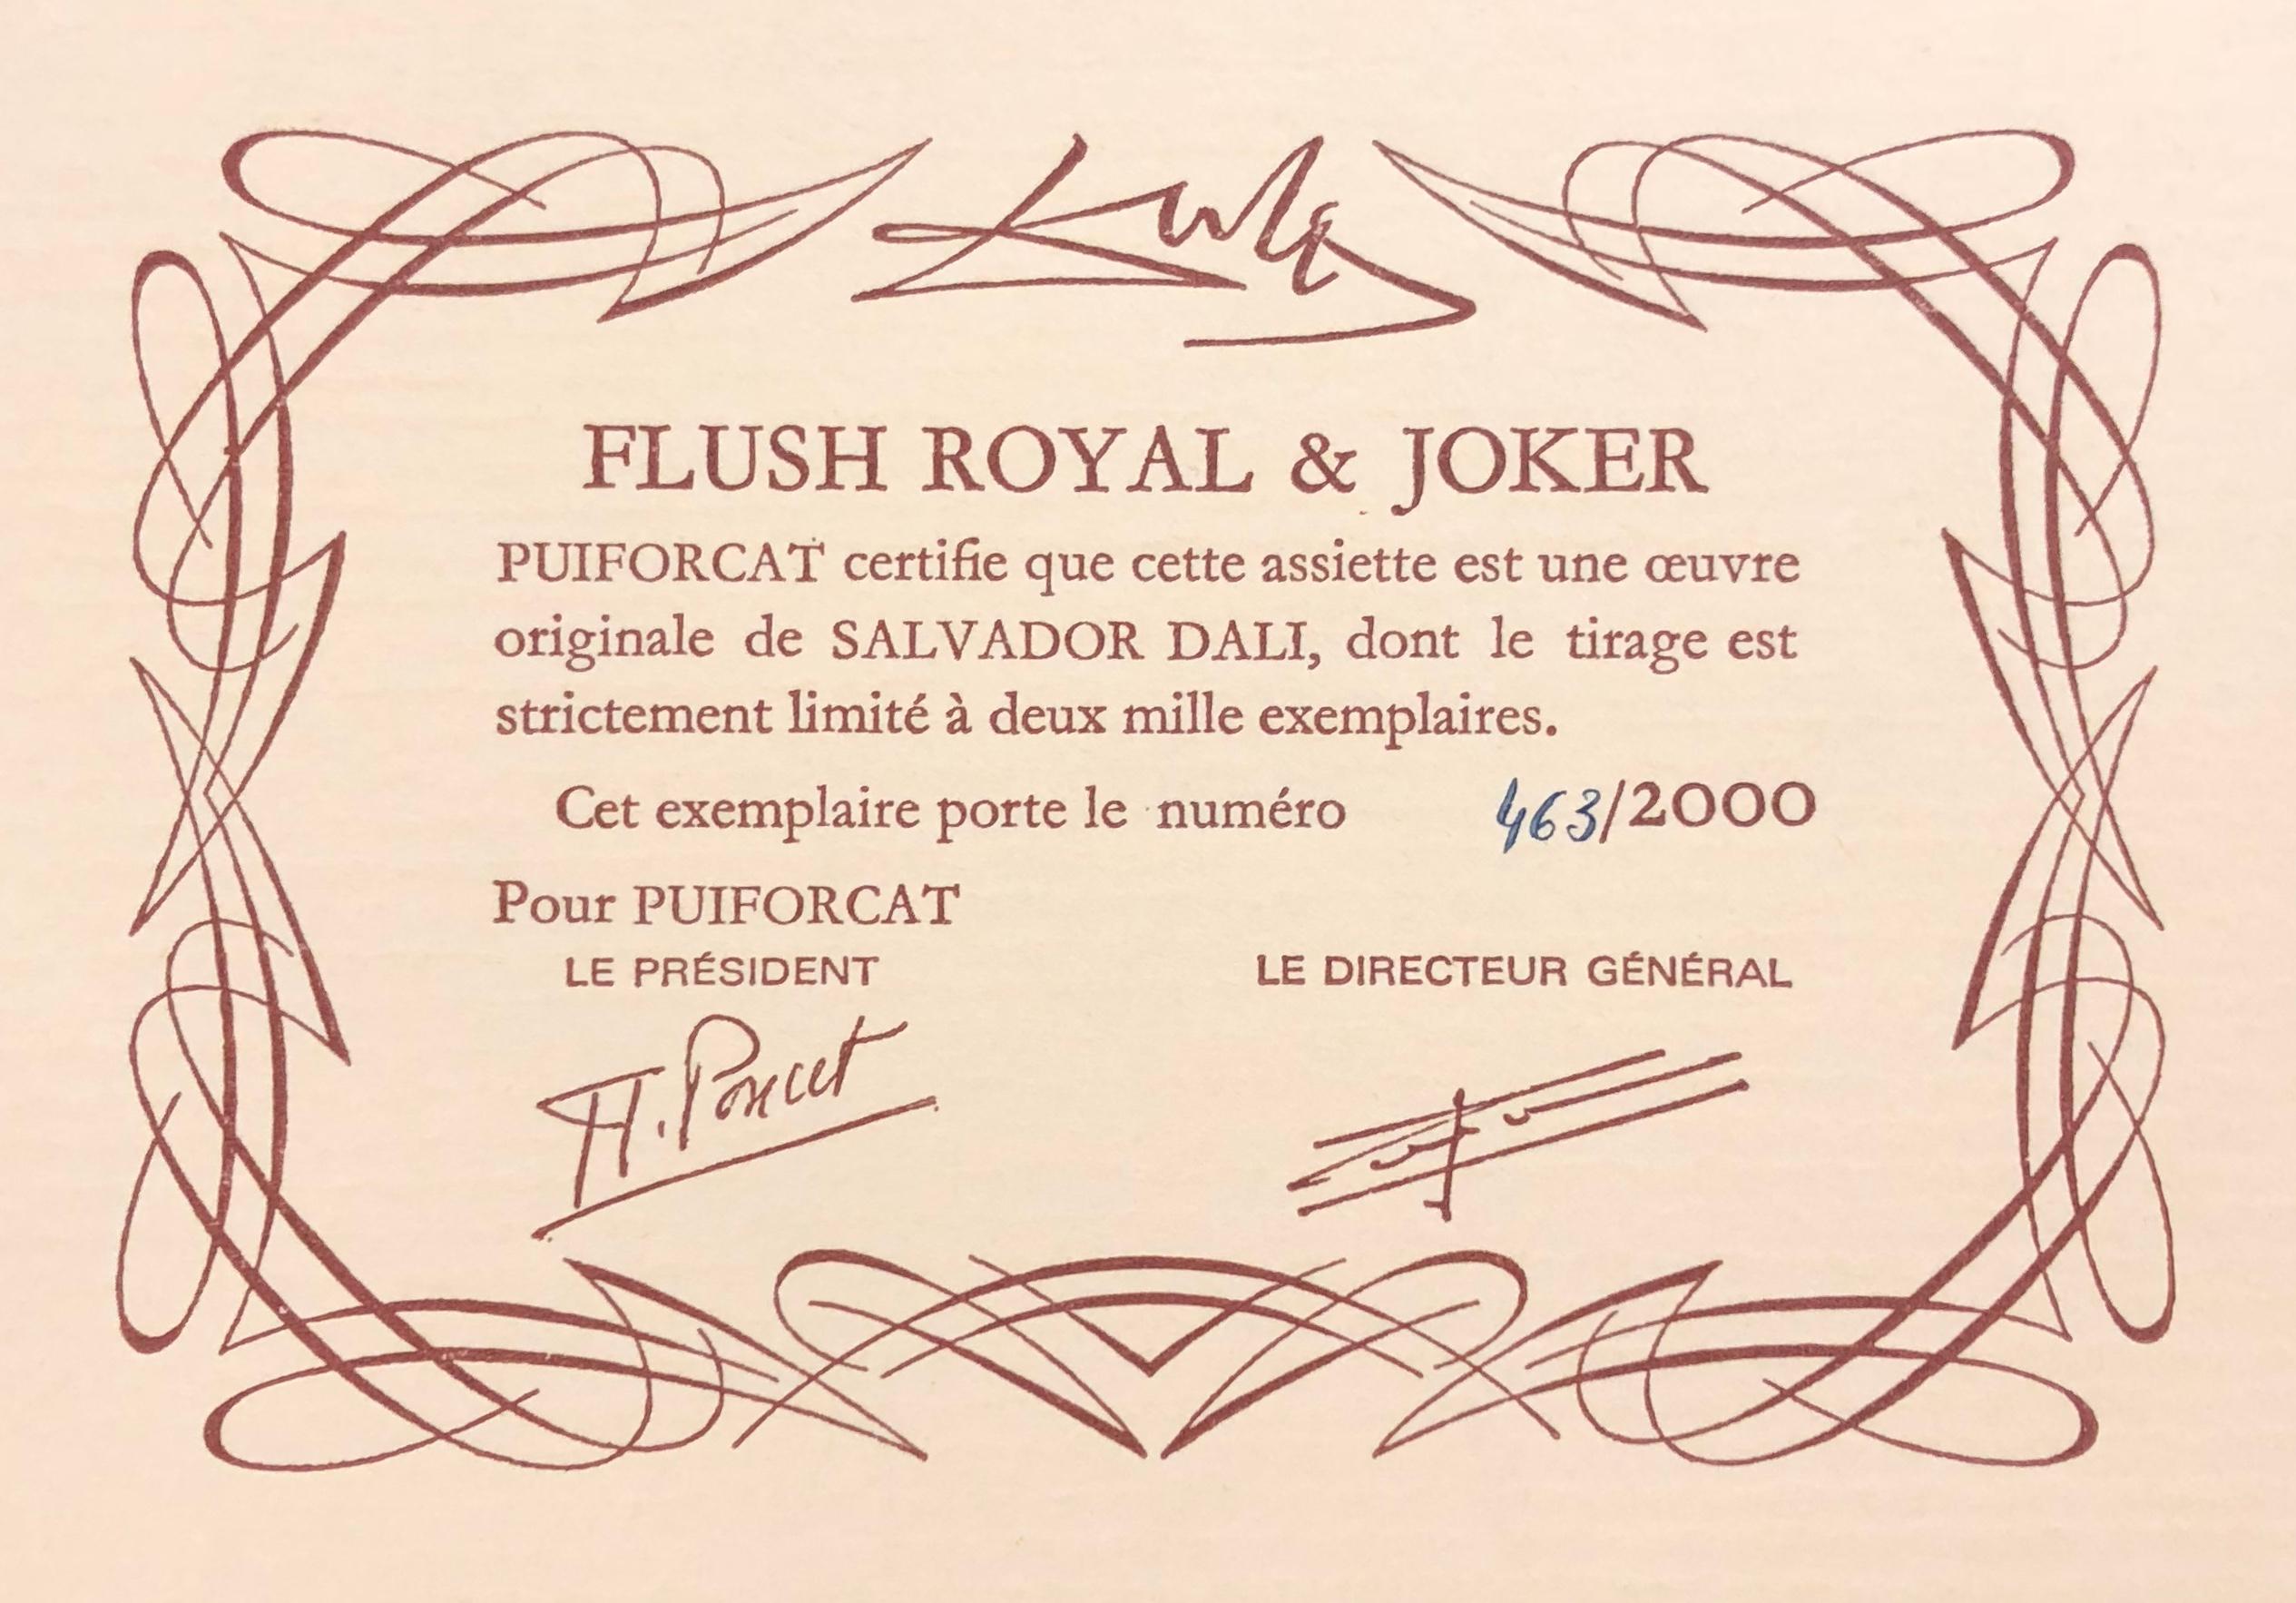 FLUSH ROYAL & JOKER
PUIFORCAT certifie que cette assiette est une œuvre
originale de SALVADOR DALI, dont le tirage est
strictement limité à deux mille exemplaires.
Cet exemplaire porte le numéro 463/2000
Pour PUIFORCAT
LE PRÉSIDENT LE DIRECTEUR GÉNÉRAL
H. Poncet